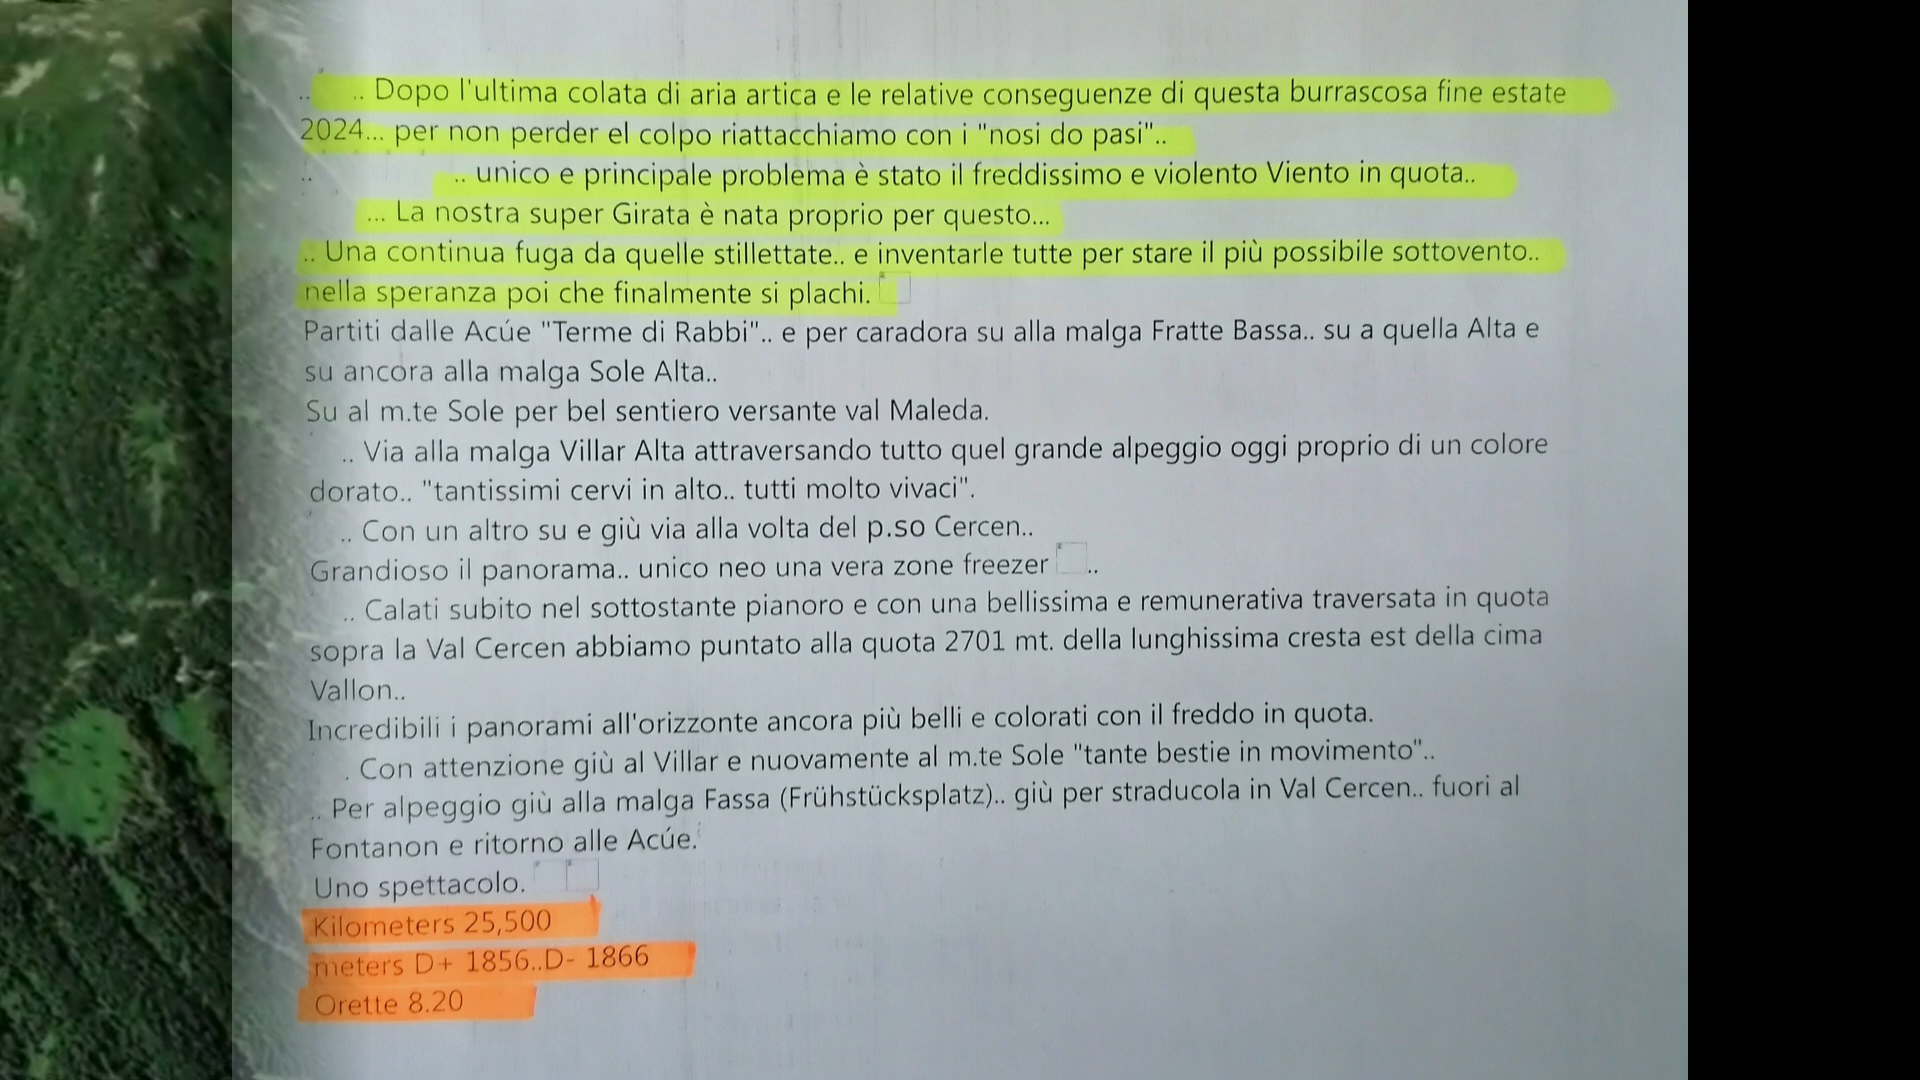 .. .. Dopo l'ultima colata di aria artica e le relative conseguenze di questa burrascosa fine estate
2024... per non perder el colpo riattacchiamo con i "nosi do pasi"..
.. .. unico e principale problema è stato il freddissimo e violento Viento in quota..
... La nostra super Girata è nata proprio per questo...
.. Una continua fuga da quelle stillettate.. e inventarle tutte per stare il più possibile sottovento..
nella speranza poi che finalmente si plachi.
Partiti dalle Acúe "Terme di Rabbi".. e per caradora su alla malga Fratte Bassa.. su a quella Alta e
su ancora alla malga Sole Alta..
Su al m.te Sole per bel sentiero versante val Maleda.
.. Via alla malga Villar Alta attraversando tutto quel grande alpeggio oggi proprio di un colore
dorato.. "tantissimi cervi in alto.. tutti molto vivaci".
.. Con un altro su e giù via alla volta del p.so Cercen..
Grandioso il panorama.. unico neo una vera zone freezer ..
.. Calati subito nel sottostante pianoro e con una bellissima e remunerativa traversata in quota
sopra la Val Cercen abbiamo puntato alla quota 2701 mt. della lunghissima cresta est della cima
Vallon..
Incredibili i panorami all'orizzonte ancora più belli e colorati con il freddo in quota.
. Con attenzione giù al Villar e nuovamente al m.te Sole "tante bestie in movimento"..
.. Per alpeggio giù alla malga Fassa (Frühstücksplatz).. giù per straducola in Val Cercen.. fuori al
Fontanon e ritorno alle Acúe.
Uno spettacolo.
Kilometers 25,500
meters D+ 1856..D- 1866
Orette 8.20